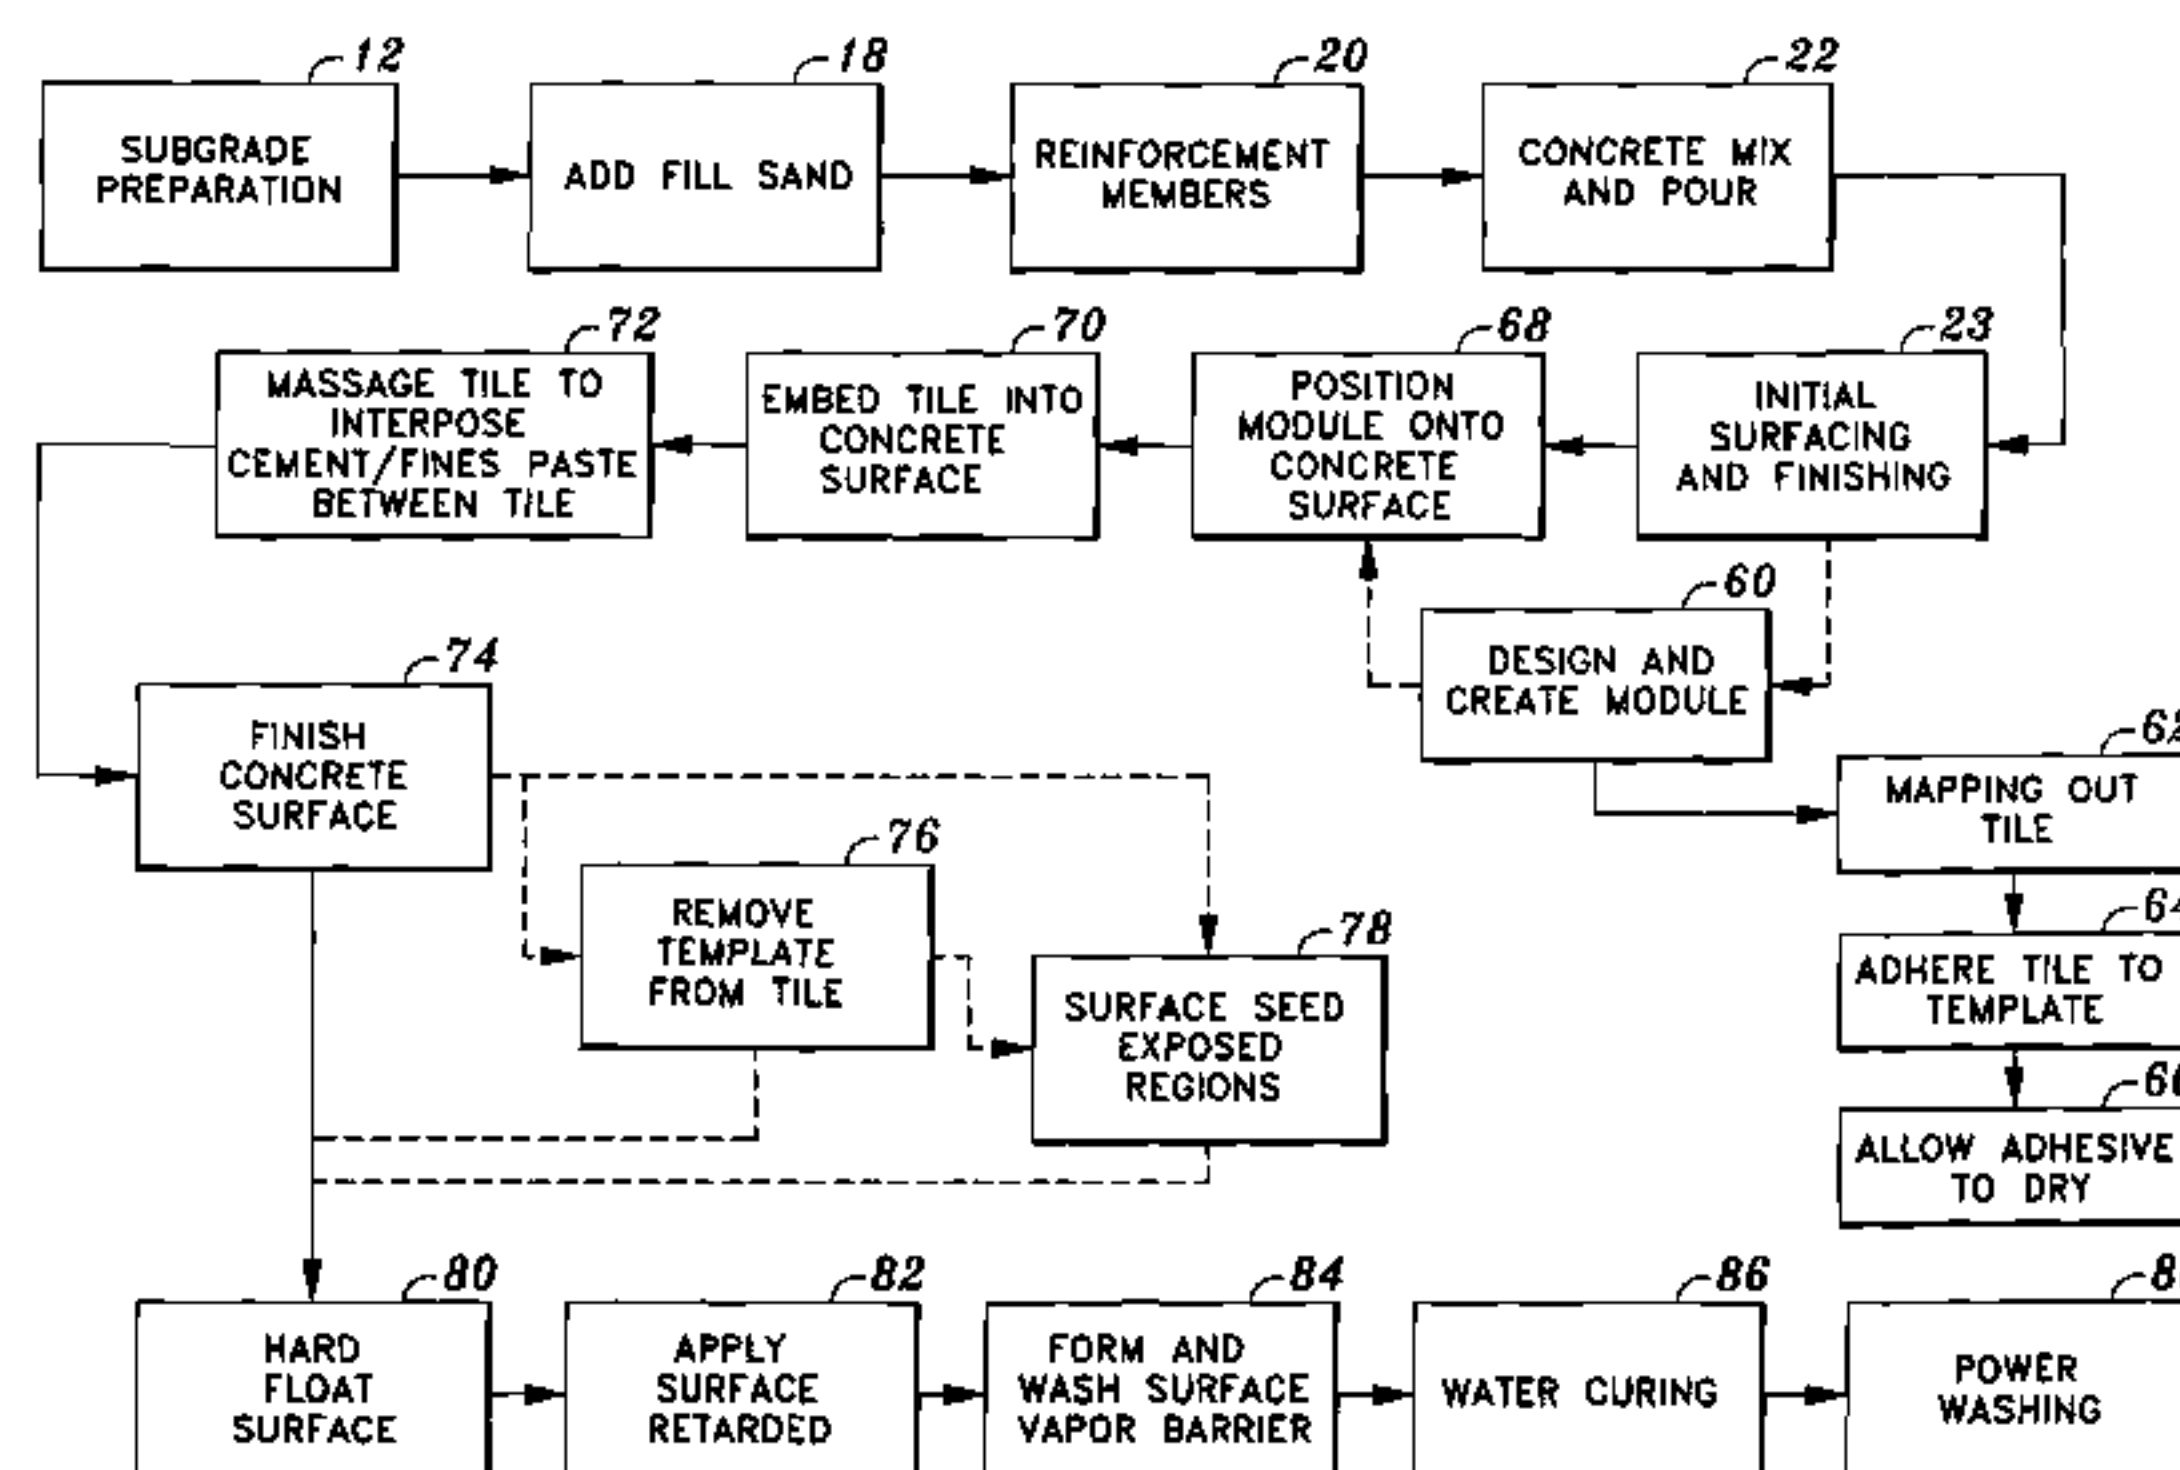 12
SUBGRADE
PREPARATION
18
ADD FILL SAND
20
REINFORCEMENT
MEMBERS
22
CONCRETE MIX
AND POUR
72
MASSAGE TILE TO
INTERPOSE
CEMENT/FINES PASTE
BETWEEN TILE
70
EMBED TILE INTO
CONCRETE
SURFACE
68
POSITION
MODULE ONTO
CONCRETE
SURFACE
23
INITIAL
SURFACING
AND FINISHING
60
DESIGN AND
CREATE MODULE
62
MAPPING OUT
TILE
64
ADHERE TILE TO
TEMPLATE
66
ALLOW ADHESIVE
TO DRY
74
FINISH
CONCRETE
SURFACE
76
REMOVE
TEMPLATE
FROM TILE
78
SURFACE SEED
EXPOSED
REGIONS
80
HARD
FLOAT
SURFACE
82
APPLY
SURFACE
RETARDED
84
FORM AND
WASH SURFACE
VAPOR BARRIER
86
WATER CURING
POWER
WASHING